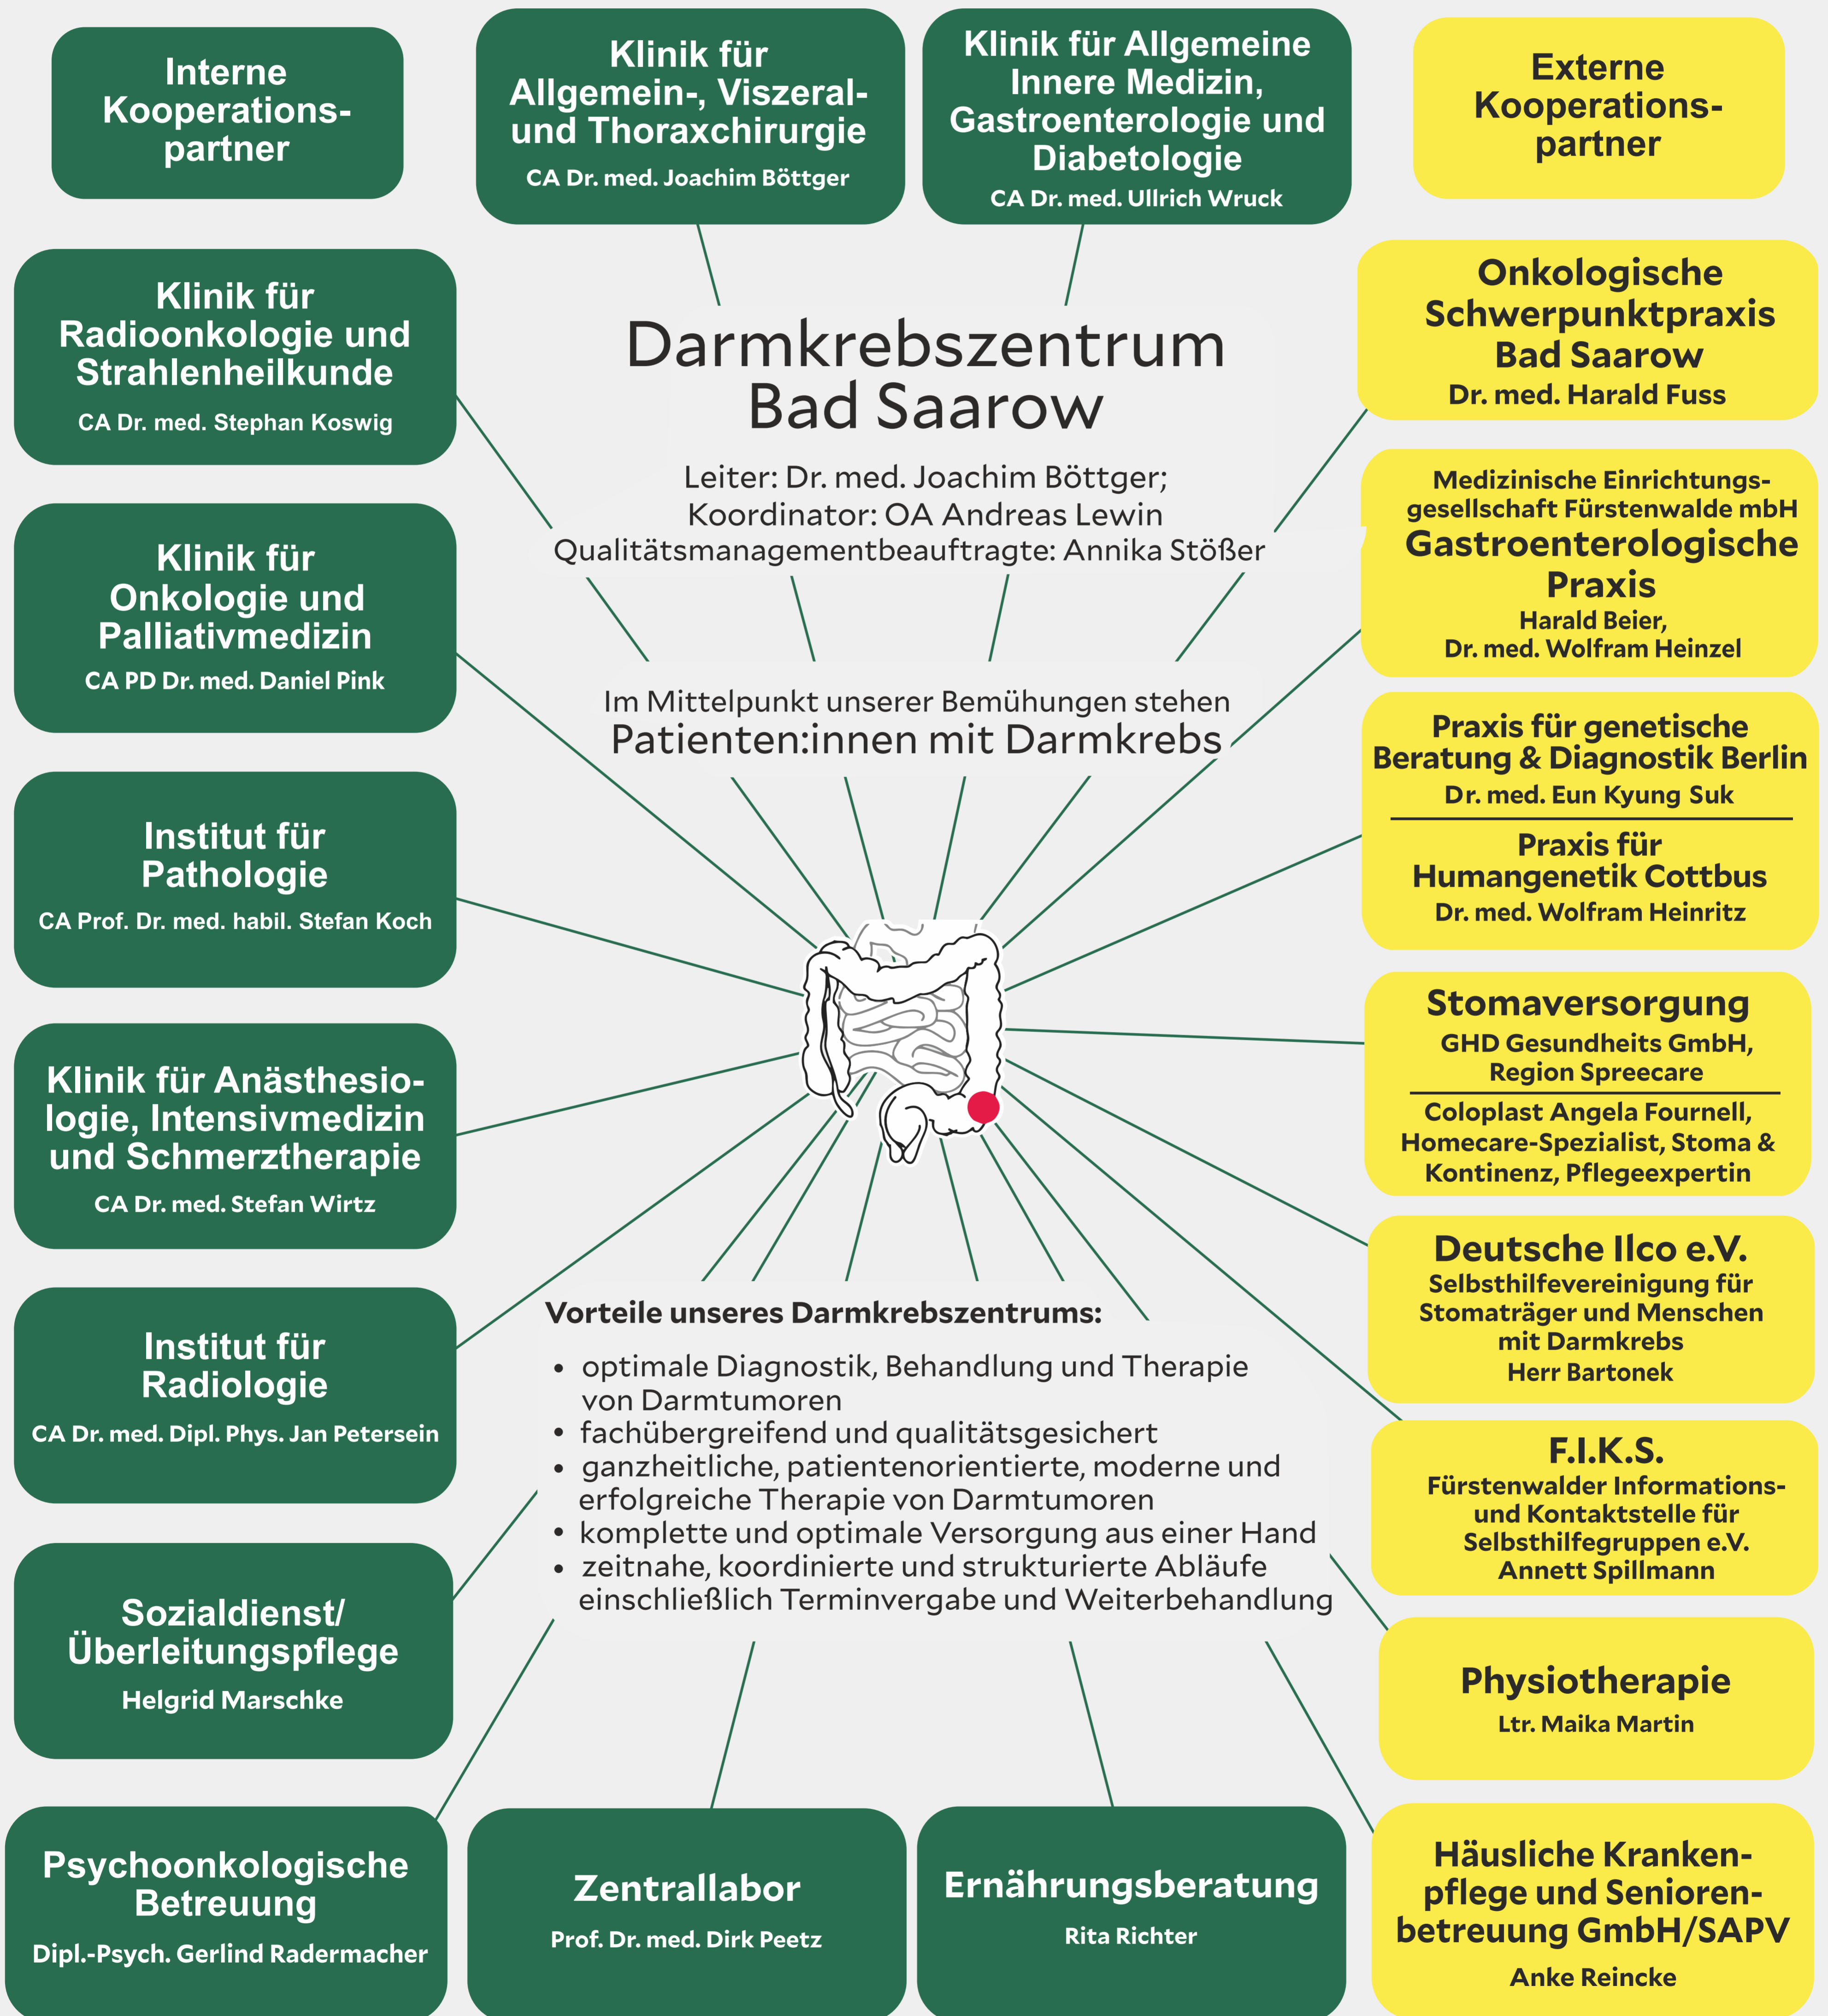 Interne
Kooperations-
partner
Klinik für
Allgemein-, Viszeral-
und Thoraxchirurgie
CA Dr. med. Joachim Böttger
Klinik für Allgemeine
Innere Medizin,
Gastroenterologie und
Diabetologie
CA Dr. med. Ullrich Wruck
Externe
Kooperations-
partner
Darmkrebszentrum
Bad Saarow
Leiter: Dr. med. Joachim Böttger;
Koordinator: OA Andreas Lewin
Qualitätsmanagementbeauftragte: Annika Stößer
Im Mittelpunkt unserer Bemühungen stehen
Patienten:innen mit Darmkrebs
Klinik für
Radioonkologie und
Strahlenheilkunde
CA Dr. med. Stephan Koswig
Klinik für
Onkologie und
Palliativmedizin
CA PD Dr. med. Daniel Pink
Institut für
Pathologie
CA Prof. Dr. med. habil. Stefan Koch
Klinik für Anästhesio-
logie, Intensivmedizin
und Schmerztherapie
CA Dr. med. Stefan Wirtz
Institut für
Radiologie
CA Dr. med. Dipl. Phys. Jan Petersein
Sozialdienst/
Überleitungspflege
Helgrid Marschke
Psychoonkologische
Betreuung
Dipl.-Psych. Gerlind Radermacher
Vorteile unseres Darmkrebszentrums:
• optimale Diagnostik, Behandlung und Therapie
von Darmtumoren
• fachübergreifend und qualitätsgesichert
• ganzheitliche, patientenorientierte, moderne und
erfolgreiche Therapie von Darmtumoren
• komplette und optimale Versorgung aus einer Hand
• zeitnahe, koordinierte und strukturierte Abläufe
einschließlich Terminvergabe und Weiterbehandlung
Zentrallabor
Prof. Dr. med. Dirk Peetz
Ernährungsberatung
Rita Richter
Onkologische
Schwerpunktpraxis
Bad Saarow
Dr. med. Harald Fuss
Medizinische Einrichtungs-
gesellschaft Fürstenwalde mbH
Gastroenterologische
Praxis
Harald Beier,
Dr. med. Wolfram Heinzel
Praxis für genetische
Beratung & Diagnostik Berlin
Dr. med. Eun Kyung Suk
Praxis für
Humangenetik Cottbus
Dr. med. Wolfram Heinritz
Stomaversorgung
GHD Gesundheits GmbH,
Region Spreecare
Coloplast Angela Fournell,
Homecare-Spezialist, Stoma &
Kontinenz, Pflegeexpertin
Deutsche Ilco e.V.
Selbsthilfevereinigung für
Stomaträger und Menschen
mit Darmkrebs
Herr Bartonek
F.I.K.S.
Fürstenwalder Informations-
und Kontaktstelle für
Selbsthilfegruppen e.V.
Annett Spillmann
Physiotherapie
Ltr. Maika Martin
Häusliche Kranken-
pflege und Senioren-
betreuung GmbH/SAPV
Anke Reincke